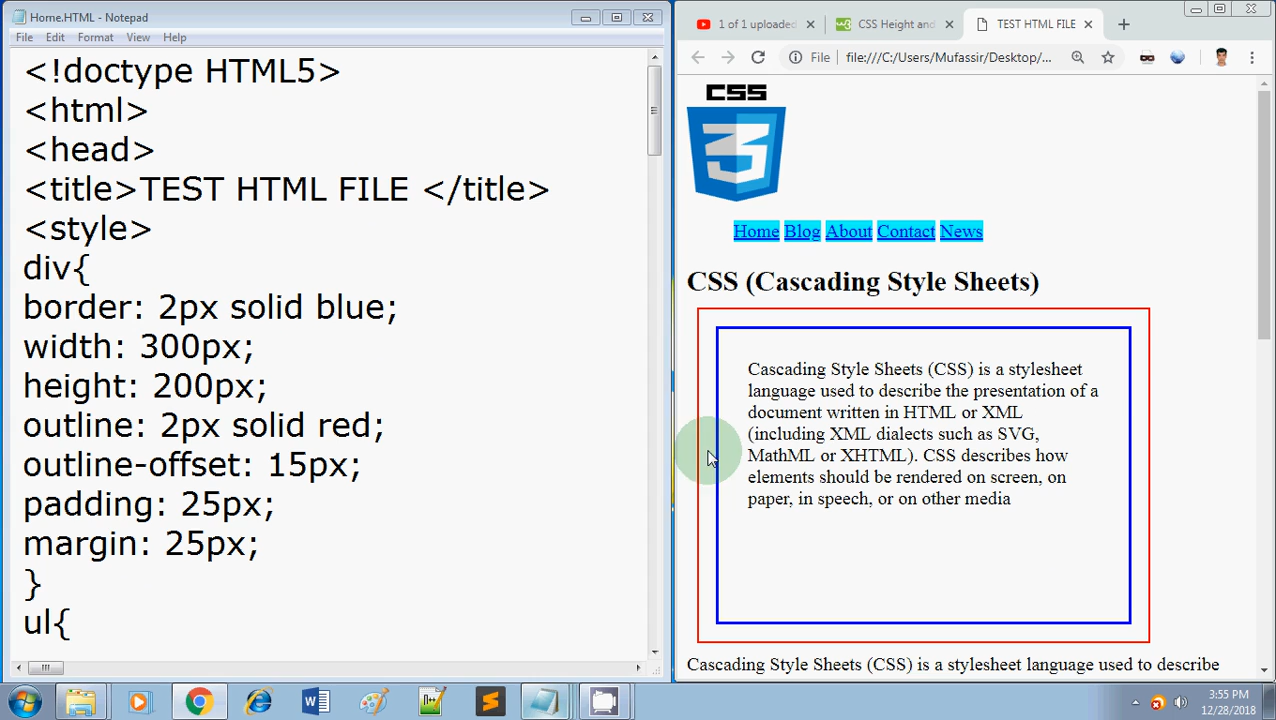 Home.HTML - Notepad
File Edit Format View Help
<!doctype HTML5>
<html>
<head>
<title>TEST HTML FILE </title>
<style>
div{
border: 2px solid blue;
width: 300px;
height: 200px;
outline: 2px solid red;
outline-offset: 15px;
padding: 25px;
margin: 25px;
}
ul{
1 of 1 uploaded
CSS Height and
TEST HTML FILE
File file:///C:/Users/Mufassir/Desktop/...
CSS
3
Home Blog About Contact News
CSS (Cascading Style Sheets)
Cascading Style Sheets (CSS) is a stylesheet
language used to describe the presentation of a
document written in HTML or XML
(including XML dialects such as SVG,
MathML or XHTML). CSS describes how
elements should be rendered on screen, on
paper, in speech, or on other media
Cascading Style Sheets (CSS) is a stylesheet language used to describe
3:55 PM
12/28/2018